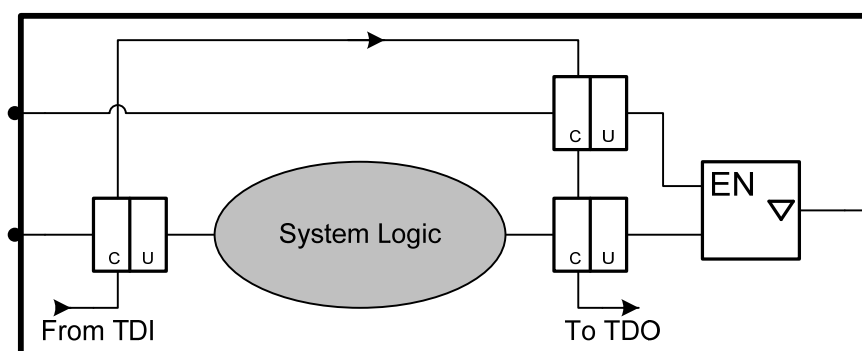 C U
EN
System Logic
C U
C U
From TDI
To TDO